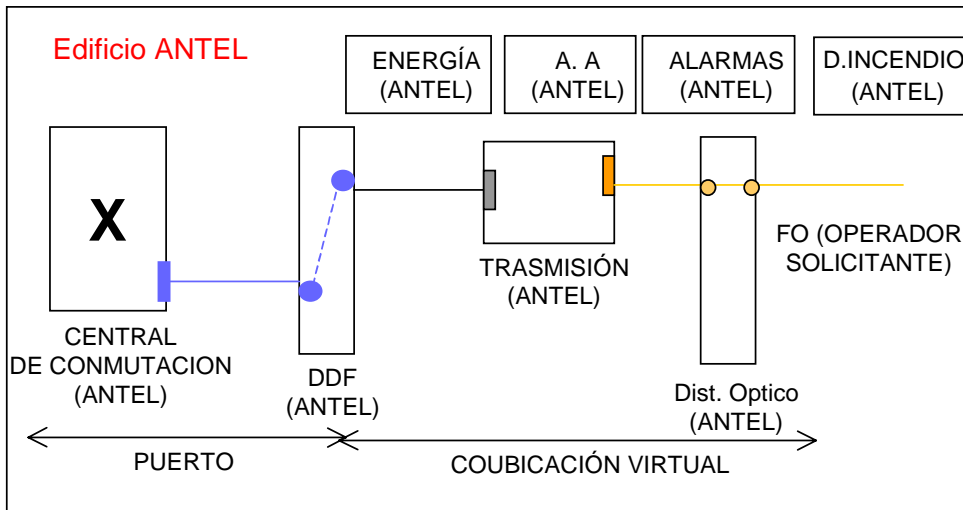 Edificio ANTEL
ENERGÍA
(ANTEL)
A. A
(ANTEL)
ALARMAS
(ANTEL)
D.INCENDIO
(ANTEL)
X
CENTRAL
DE CONMUTACION
(ANTEL)
DDF
(ANTEL)
TRASMISIÓN
(ANTEL)
Dist. Optico
(ANTEL)
FO (OPERADOR
SOLICITANTE)
PUERTO
COUBICACIÓN VIRTUAL